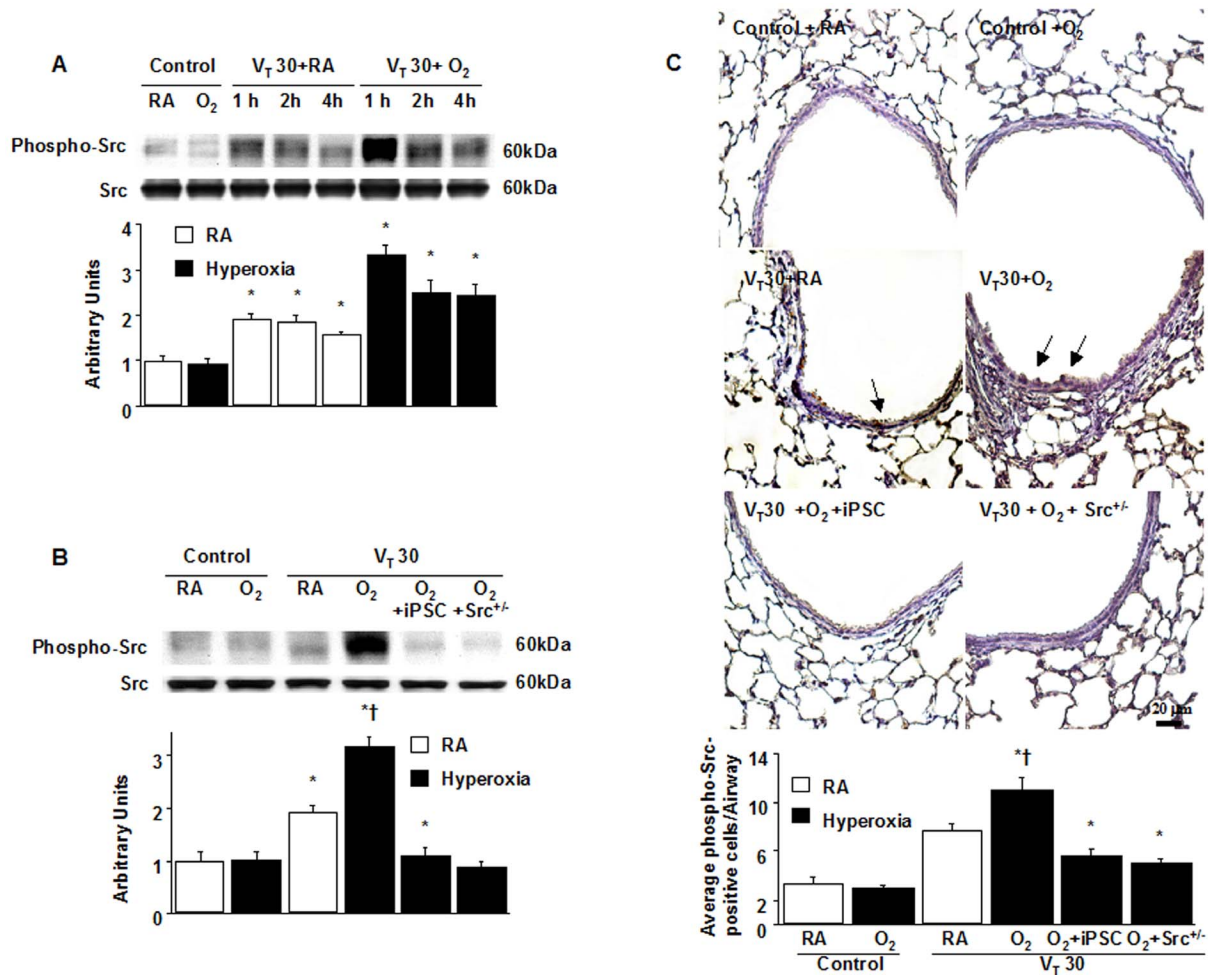 A
Control VT 30+RA VT 30+ O2
RA O2 1 h 2h 4h 1 h 2h 4h
Phospho-Src 60kDa
Src 60kDa
4
3
2
1
0
Arbitrary Units
RA
Hyperoxia
* * * * * *
B
Control VT 30
RA O2 RA O2 O2 O2
+iPSC +Src+/-
Phospho-Src 60kDa
Src 60kDa
*†
3
2
1
0
Arbitrary Units
RA
Hyperoxia
* *
C
Control + RA Control +O2
VT30+RA VT30+O2
VT30 +O2+iPSC VT30 + O2 + Src+/-
20 µm
14
10
6
2
0
Average phospho-Src-
positive cells/Airway
RA
Hyperoxia
*†
* *
RA O2 RA O2 O2+iPSC O2+Src+/-
Control VT 30